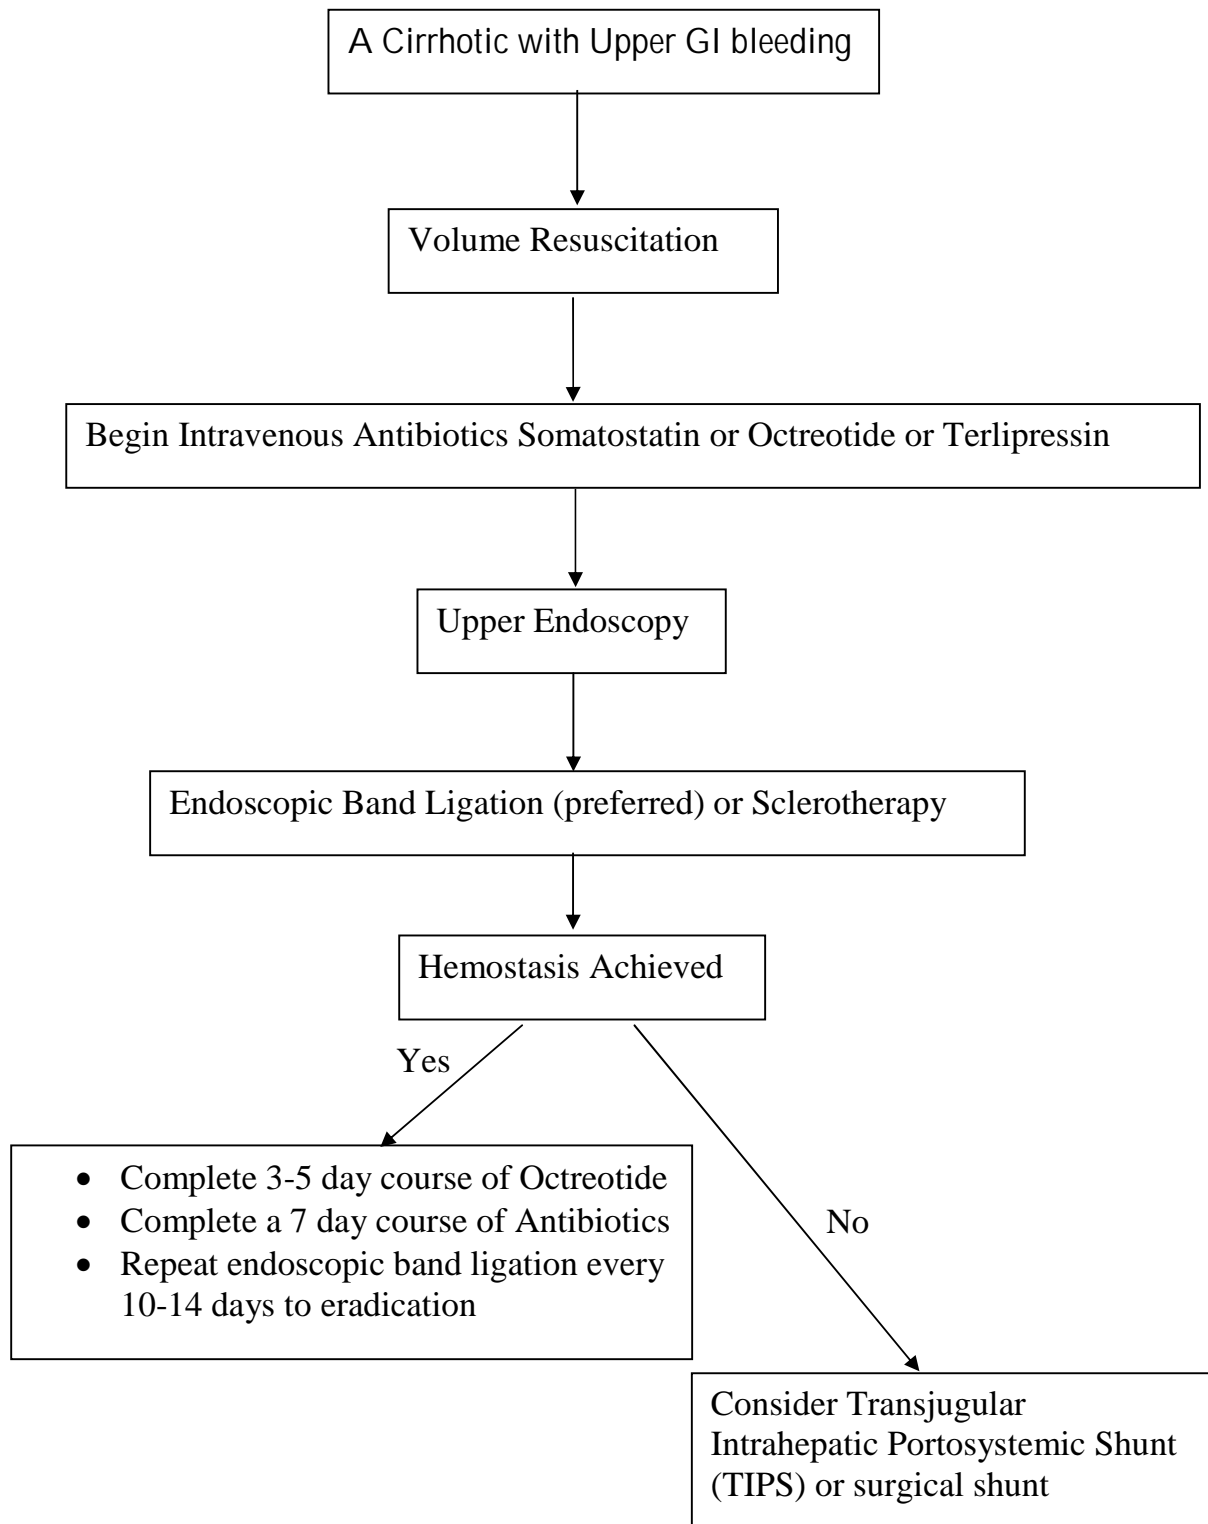 A Cirrhotic with Upper GI bleeding
Volume Resuscitation
Begin Intravenous Antibiotics Somatostatin or Octreotide or Terlipressin
Upper Endoscopy
Endoscopic Band Ligation (preferred) or Sclerotherapy
Hemostasis Achieved
Yes
• Complete 3-5 day course of Octreotide
• Complete a 7 day course of Antibiotics
• Repeat endoscopic band ligation every
10-14 days to eradication
No
Consider Transjugular
Intrahepatic Portosystemic Shunt
(TIPS) or surgical shunt